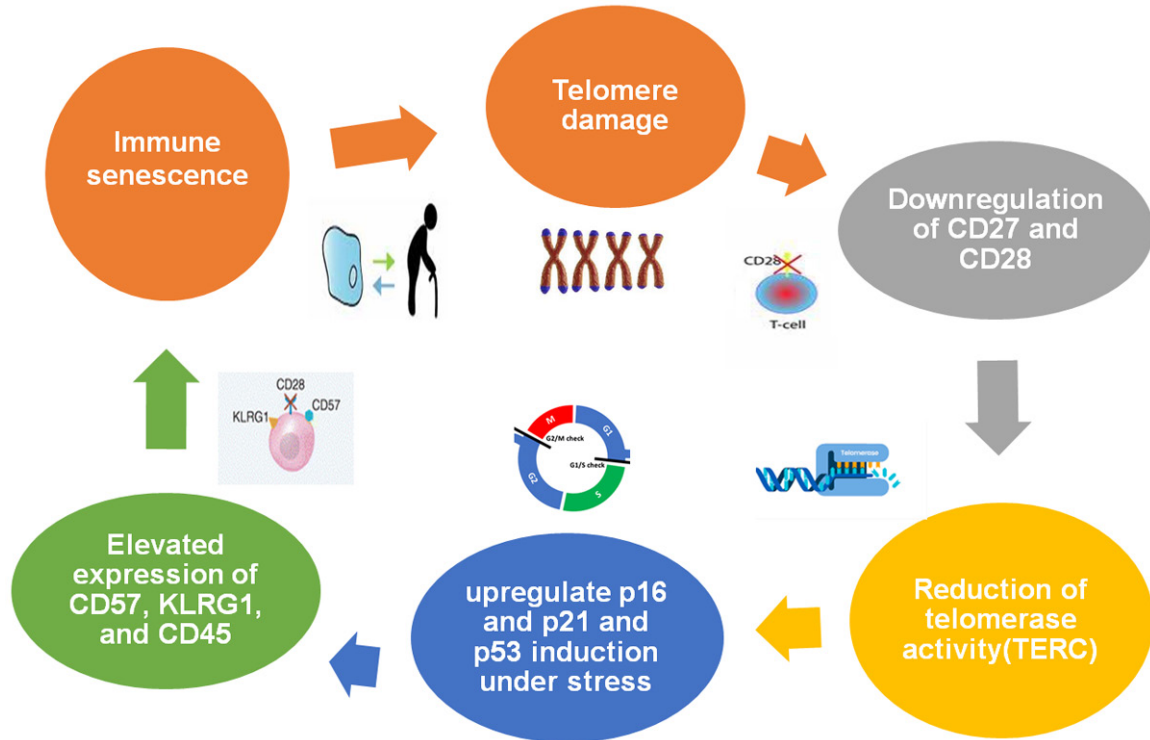 Immune
senescence
Telomere
damage
Downregulation
of CD27 and
CD28
CD28
T-cell
CD28
KLRG1
CD57
M
G1
G2/M check
G1/S check
G2
S
Telomerase
Elevated
expression of
CD57, KLRG1,
and CD45
upregulate p16
and p21 and
p53 induction
under stress
Reduction of
telomerase
activity(TERC)